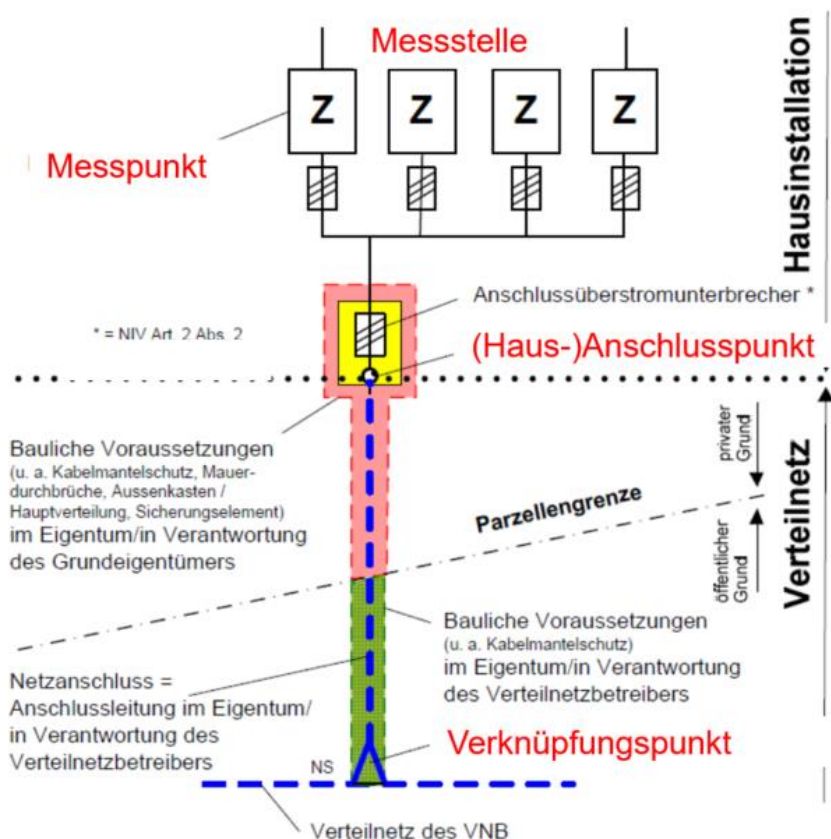 Messstelle
Z Z Z Z
Messpunkt
Hausinstallation
Anschlussüberstromunterbrecher *
* = NIV Art. 2 Abs. 2
(Haus-)Anschlusspunkt
Bauliche Voraussetzungen
(u. a. Kabelmantelschutz, Mauer-
durchbrüche, Aussenkasten /
Hauptverteilung, Sicherungselement)
im Eigentum/in Verantwortung
des Grundeigentümers
privater
Grund
Parzellengrenze
öffentlicher
Grund
Verteilnetz
Bauliche Voraussetzungen
(u. a. Kabelmantelschutz)
im Eigentum/in Verantwortung
des Verteilnetzbetreibers
Netzanschluss =
Anschlussleitung im Eigentum/
in Verantwortung des
Verteilnetzbetreibers
Verknüpfungspunkt
NS
Verteilnetz des VNB